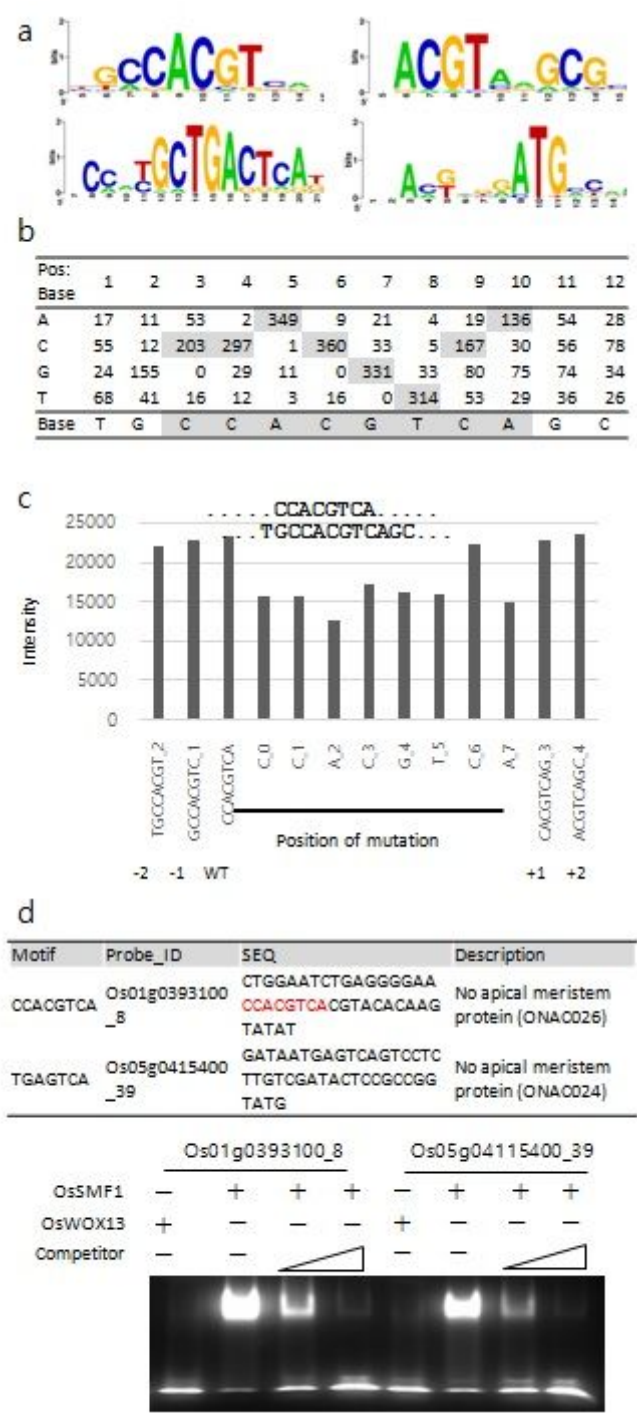 a
b
Pos: Base 1 2 3 4 5 6 7 8 9 10 11 12
A 17 11 53 2 349 9 21 4 19 136 54 28
C 55 12 203 297 1 360 33 5 167 30 56 78
G 24 155 0 29 11 0 331 33 80 75 74 34
T 68 41 16 12 3 16 0 314 53 29 36 26
Base T G C C A C G T C A G C
c
. . . . . CCACGTCA. . . . .
. . . TGCCACGTCAGC. . .
Intensity
25000
20000
15000
10000
5000
0
TGCCACGT_2 GCCACGTC_1 CCACGTCA C_0 C_1 A_2 C_3 G_4 T_5 C_6 A_7 CACGTCAG_3 ACGTCAGC_4
Position of mutation
-2 -1 WT +1 +2
d
Motif Probe_ID SEQ Description
CCACGTCA Os01g0393100_8 CTGGAATCTGAGGGGAA
CCACGTCACGTACACAAG
TATAT
No apical meristem
protein (ONAC026)
TGAGTCA Os05g0415400_39 GATAATGAGTCAGTCCTC
TTGTCGATACTCCGCCGG
TATG
No apical meristem
protein (ONAC024)
Os01g0393100_8 Os05g04115400_39
OsSMF1 − + + + − + + +
OsWOX13 + − − − + − − −
Competitor − − − −